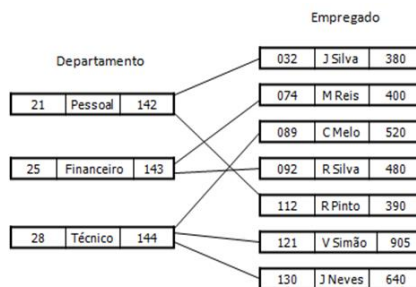 Empregado
Departamento
032 J Silva 380
074 M Reis 400
21 Pessoal 142
089 C Melo 520
25 Financeiro 143
092 R Silva 480
112 R Pinto 390
28 Técnico 144
121 V Simão 905
130 J Neves 640